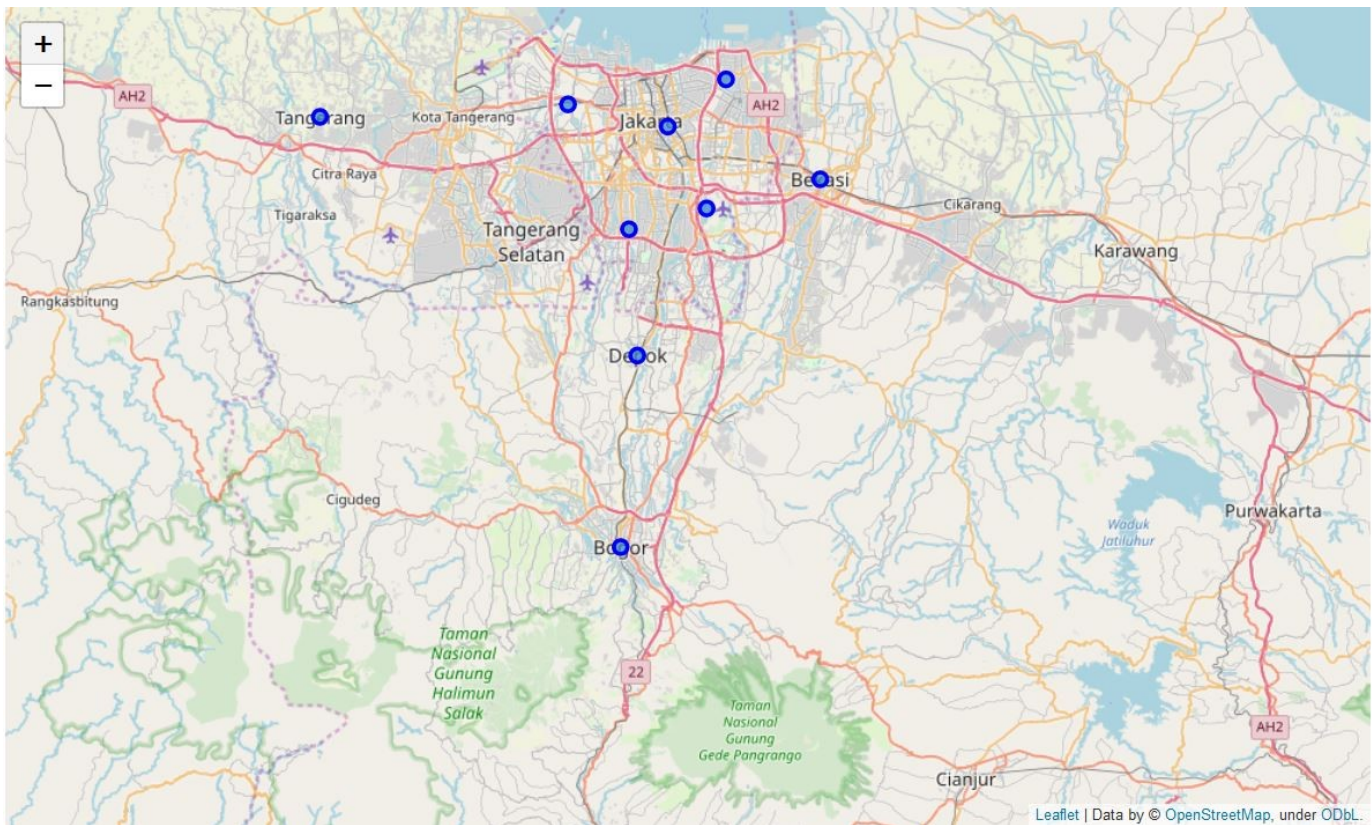 +
−
AH2
Tangerang
Kota Tangerang
Jakarta
AH2
Citra Raya
Bekasi
Tigaraksa
Cikarang
Tangerang
Selatan
Karawang
Rangkasbitung
Depok
Cigudeg
Purwakarta
Waduk
Jatiluhur
Bogor
Taman
Nasional
Gunung
Halimun
Salak
22
Taman
Nasional
Gunung
Gede Pangrango
AH2
Cianjur
Leaflet | Data by © OpenStreetMap, under ODbL.